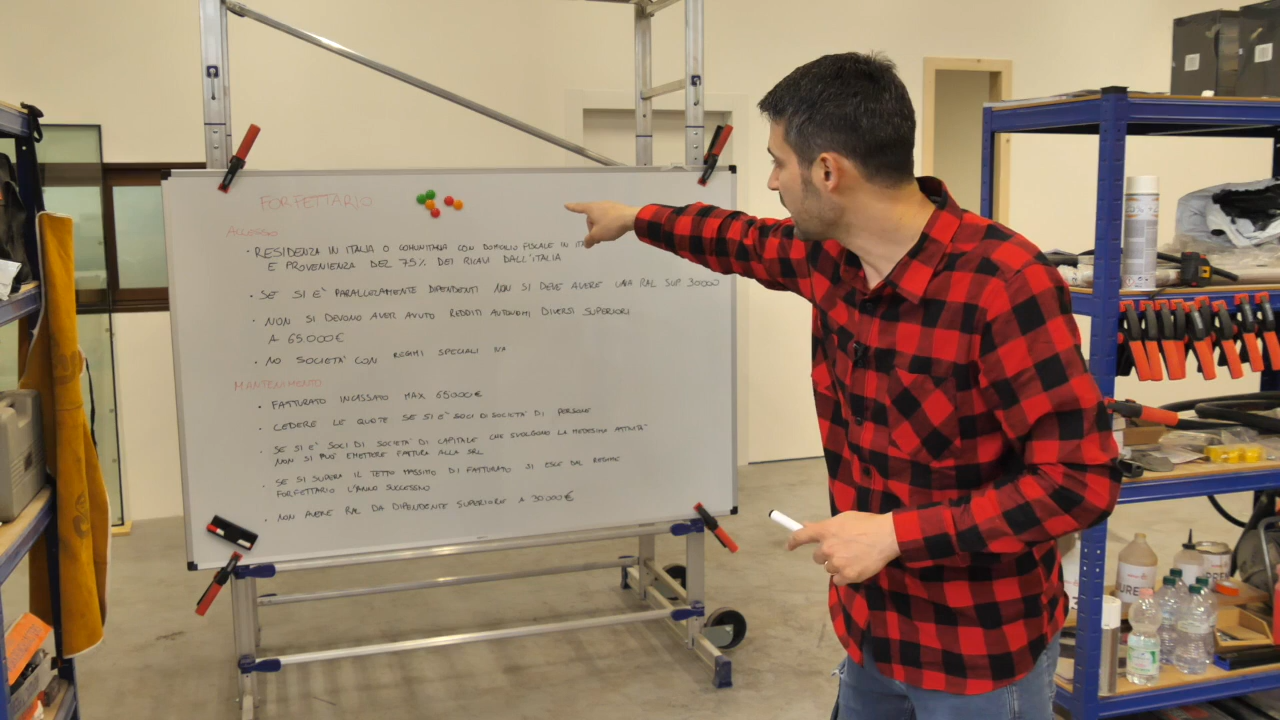 FORFETTARIO
ACCESSO
• RESIDENZA IN ITALIA O COMUNITARIA CON DOMICILIO FISCALE IN
E PROVENIENZA DEL 75% DEI RICAVI DALL'ITALIA
• SE SI E' PARALLELAMENTE DIPENDENTI NON SI DEVE AVERE UNA RAL SUP 30000
• NON SI DEVONO AVER AVUTO REDDITI AUTONOMI DIVERSI SUPERIORI
A 65.000€
• NO SOCIETA' CON REGIMI SPECIALI IVA
MANTENIMENTO
• FATTURATO INCASSATO MAX 65000€
• CEDERE LE QUOTE SE SI E' SOCI DI SOCIETA' DI PERSONE
• SE SI E' SOCI DI SOCIETA' DI CAPITALE CHE SVOLGONO LA MEDESIMA ATTIVITA'
NON SI PUO' EMETTERE FATTURA ALLA SRL
• SE SI SUPERA IL TETTO MASSIMO DI FATTURATO SI ESCE DAL REGIME
FORFETTARIO L'ANNO SUCCESSIVO
• NON AVERE RAL DA DIPENDENTE SUPERIORE A 30000€